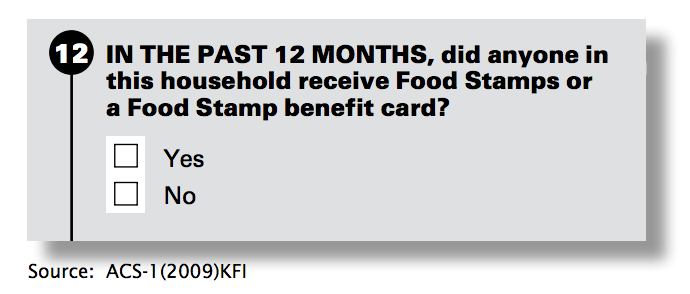 12 IN THE PAST 12 MONTHS, did anyone in
this household receive Food Stamps or
a Food Stamp benefit card?
Yes
No
Source: ACS-1(2009)KFI